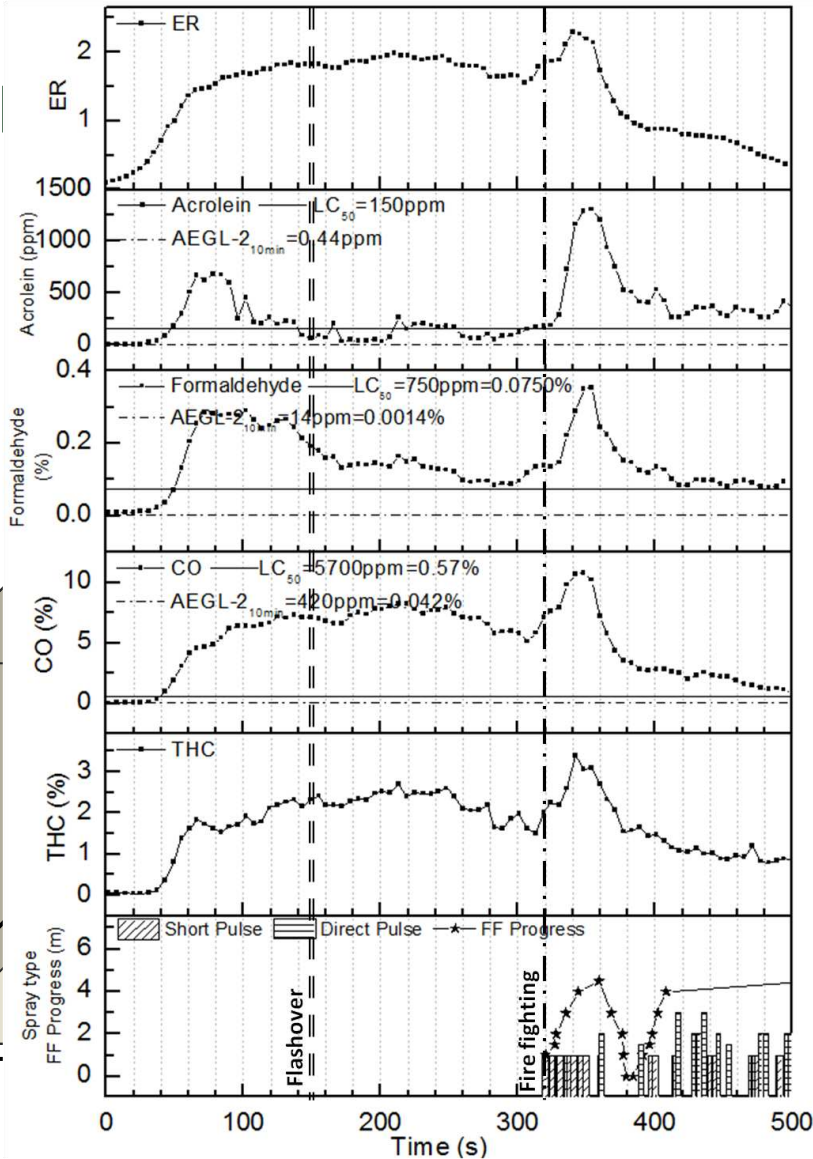 ER
ER
2
1
1500
Acrolein LC50=150ppm
AEGL-210min=0.44ppm
Acrolein (ppm)
1000
500
0
0.4
Formaldehyde LC50=750ppm=0.0750%
AEGL-210min=14ppm=0.0014%
Formaldehyde
(%)
0.2
0.0
CO LC50=5700ppm=0.57%
AEGL-210min=420ppm=0.042%
CO (%)
10
5
0
THC
THC (%)
3
2
1
0
Short Pulse Direct Pulse FF Progress
Spray type
FF Progress (m)
6
4
2
0
Flashover
Fire fighting
0 100 200 300 400 500
Time (s)